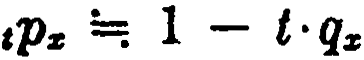 ₜpₓ ≒ 1 − t·qₓ